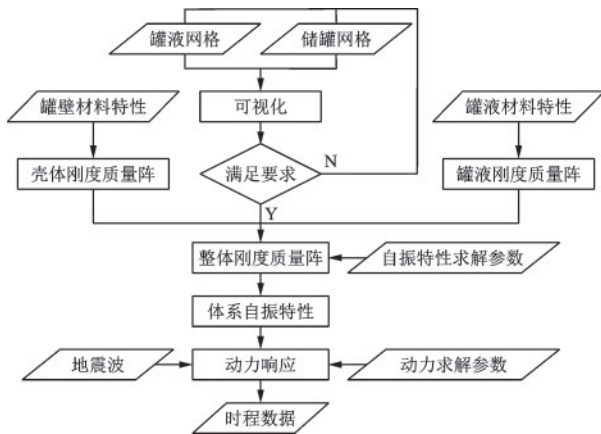 罐液网格
储罐网格
罐壁材料特性
可视化
罐液材料特性
N
壳体刚度质量阵
满足要求
罐液刚度质量阵
Y
整体刚度质量阵
自振特性求解参数
体系自振特性
地震波
动力响应
动力求解参数
时程数据